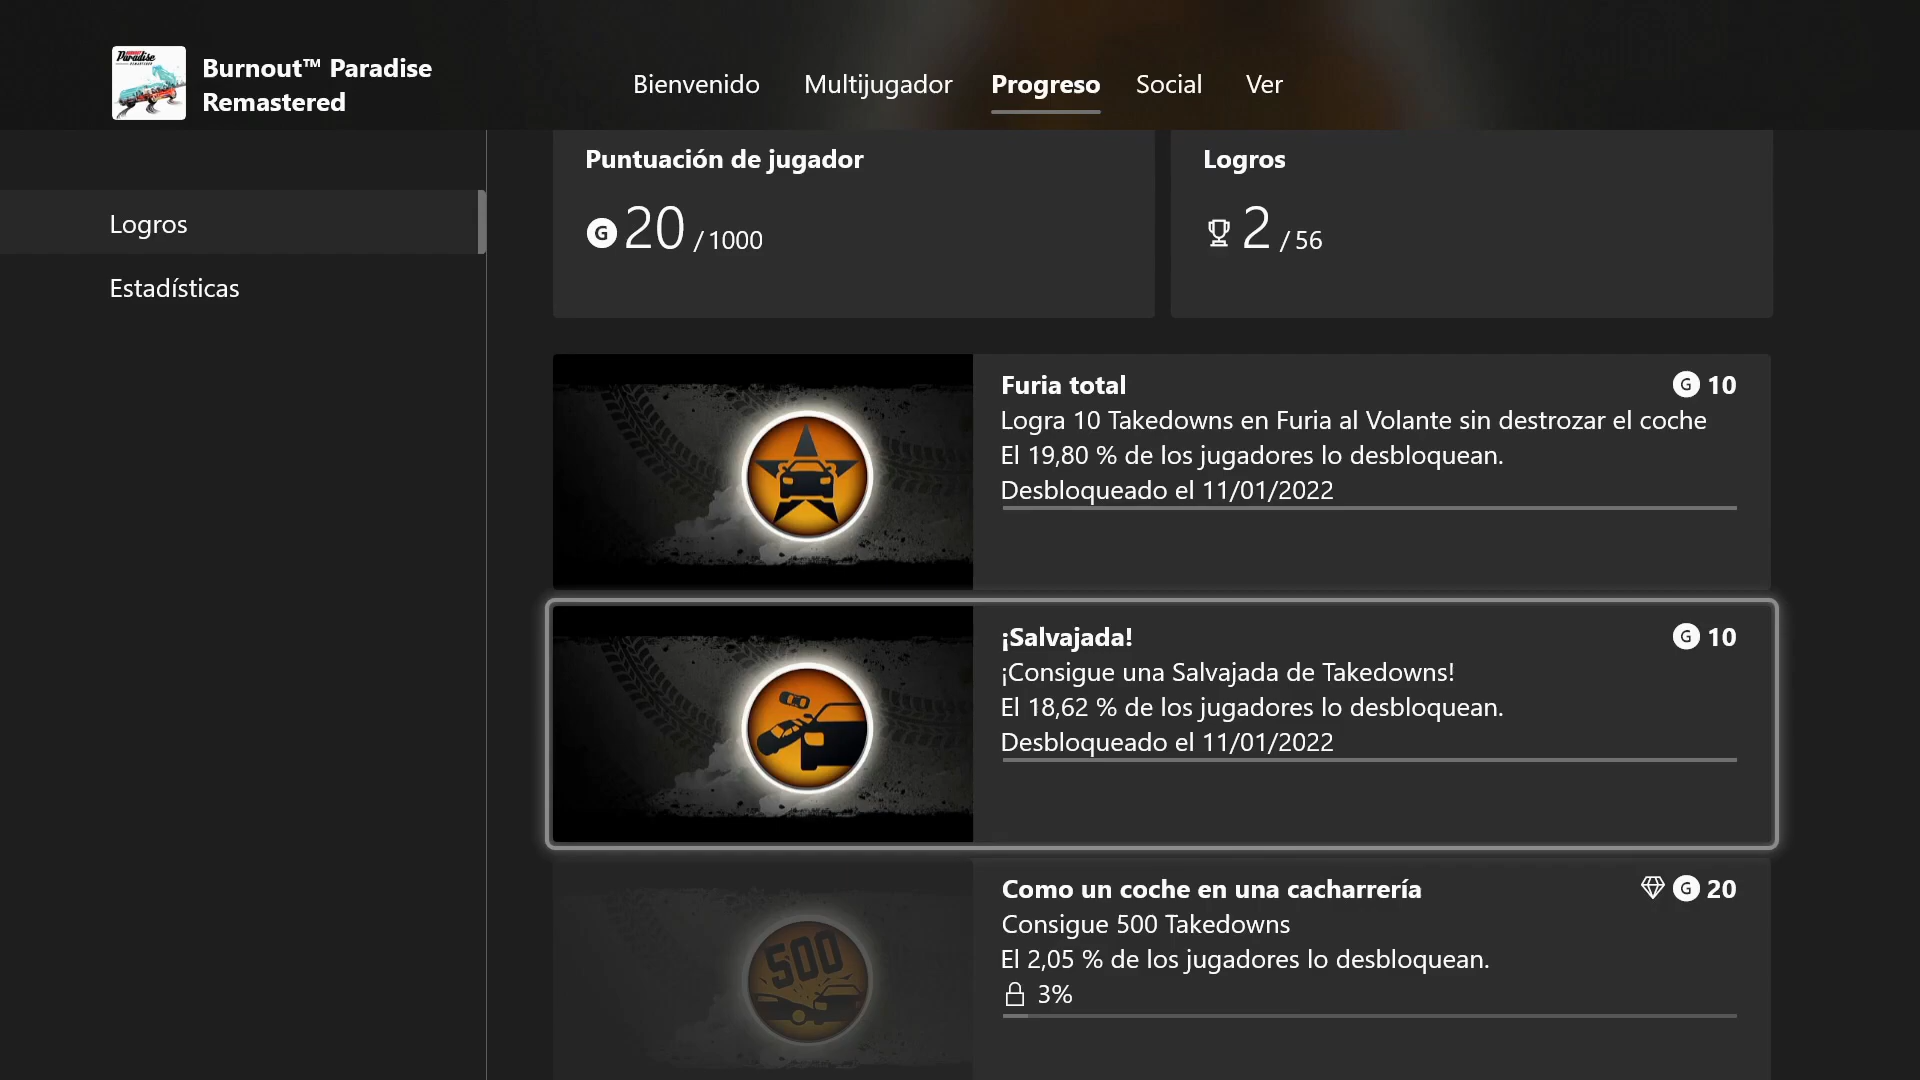 Burnout™ Paradise
Remastered
Bienvenido
Multijugador
Progreso
Social
Ver
Logros
Estadísticas
Puntuación de jugador
G 20 / 1000
Logros
2 / 56
Furia total
G 10
Logra 10 Takedowns en Furia al Volante sin destrozar el coche
El 19,80 % de los jugadores lo desbloquean.
Desbloqueado el 11/01/2022
¡Salvajada!
G 10
¡Consigue una Salvajada de Takedowns!
El 18,62 % de los jugadores lo desbloquean.
Desbloqueado el 11/01/2022
500
Como un coche en una cacharrería
G 20
Consigue 500 Takedowns
El 2,05 % de los jugadores lo desbloquean.
3%